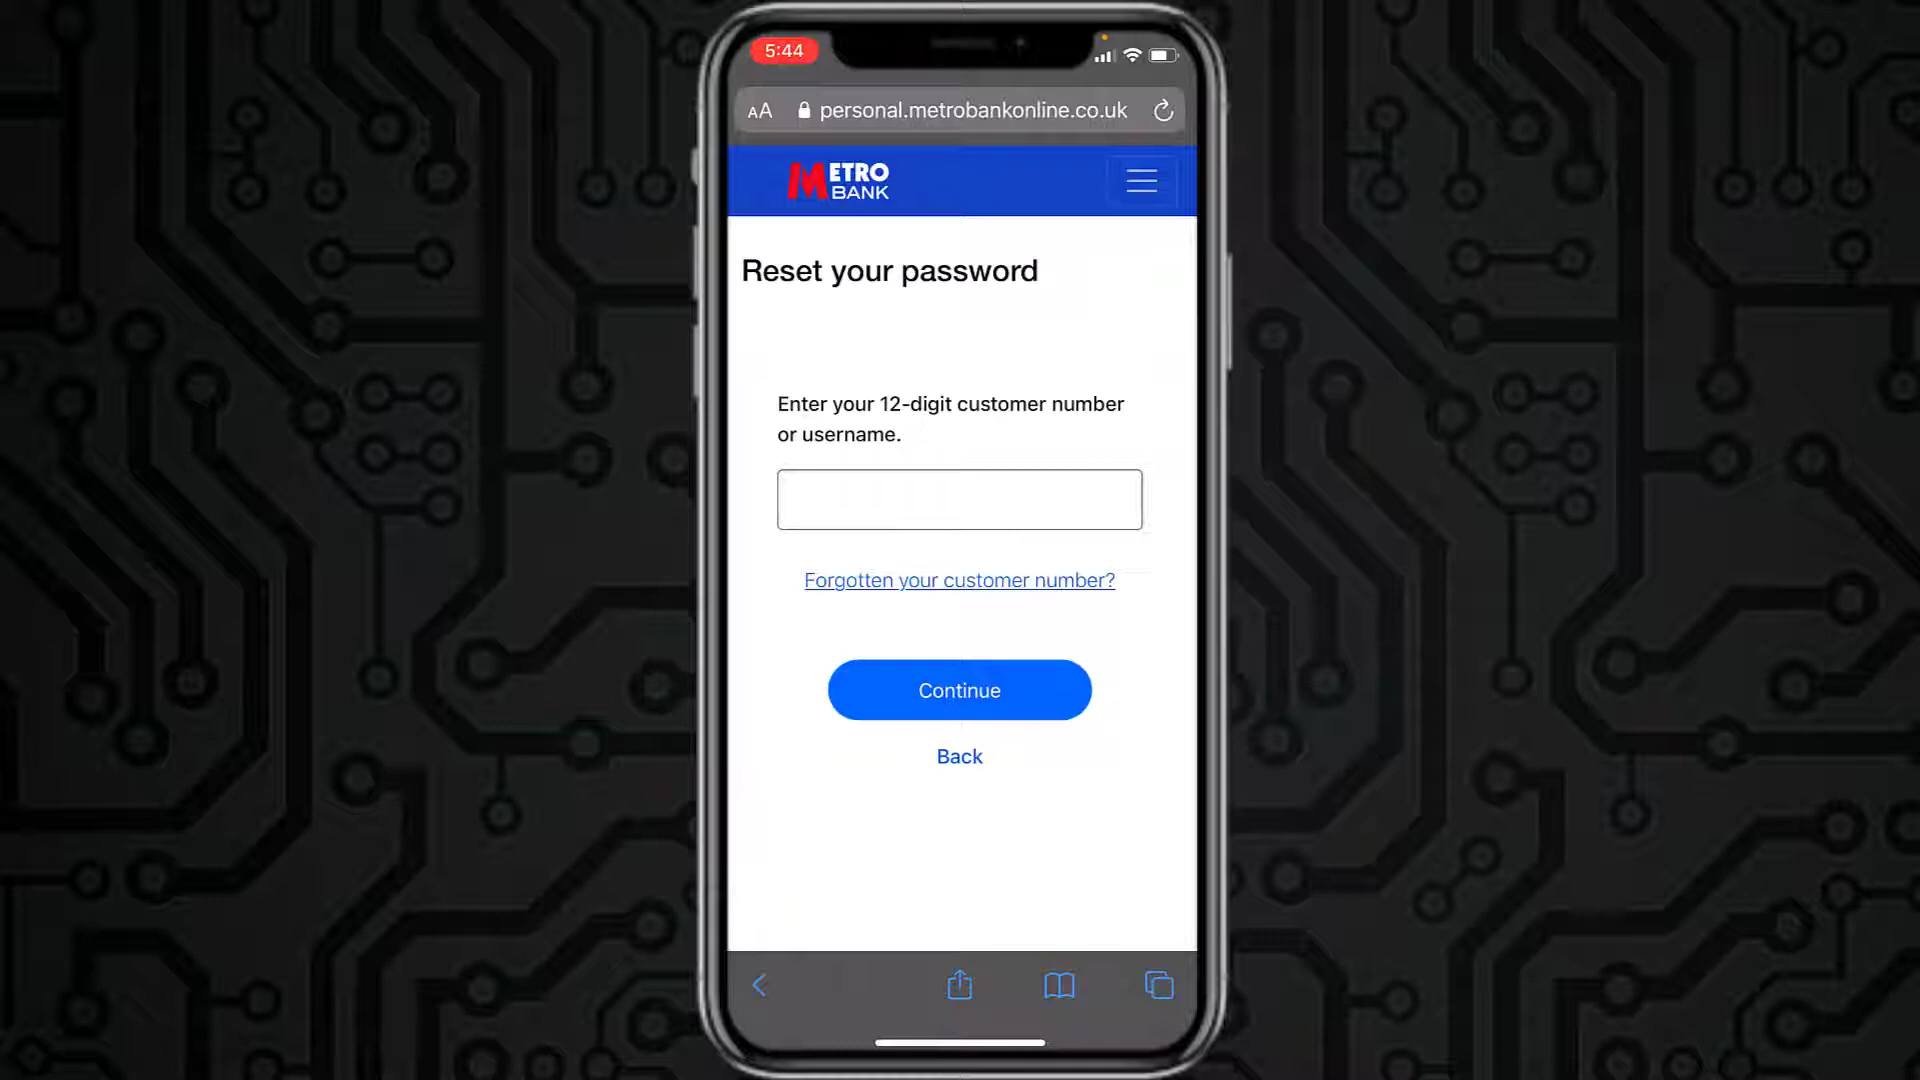 5:44
AA personal.metrobankonline.co.uk
METRO
BANK
Reset your password
Enter your 12-digit customer number
or username.
Forgotten your customer number?
Continue
Back